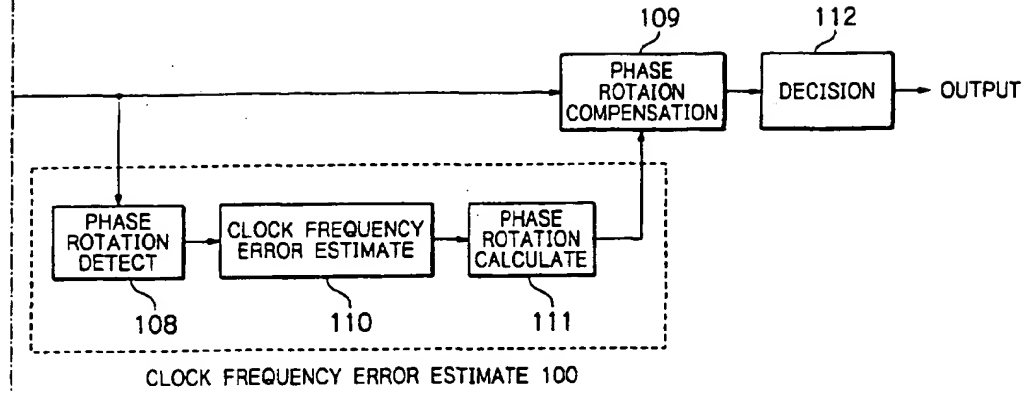 109
112
PHASE
ROTAION
COMPENSATION
DECISION
OUTPUT
PHASE
ROTATION
DETECT
CLOCK FREQUENCY
ERROR ESTIMATE
PHASE
ROTATION
CALCULATE
108
110
111
CLOCK FREQUENCY ERROR ESTIMATE 100